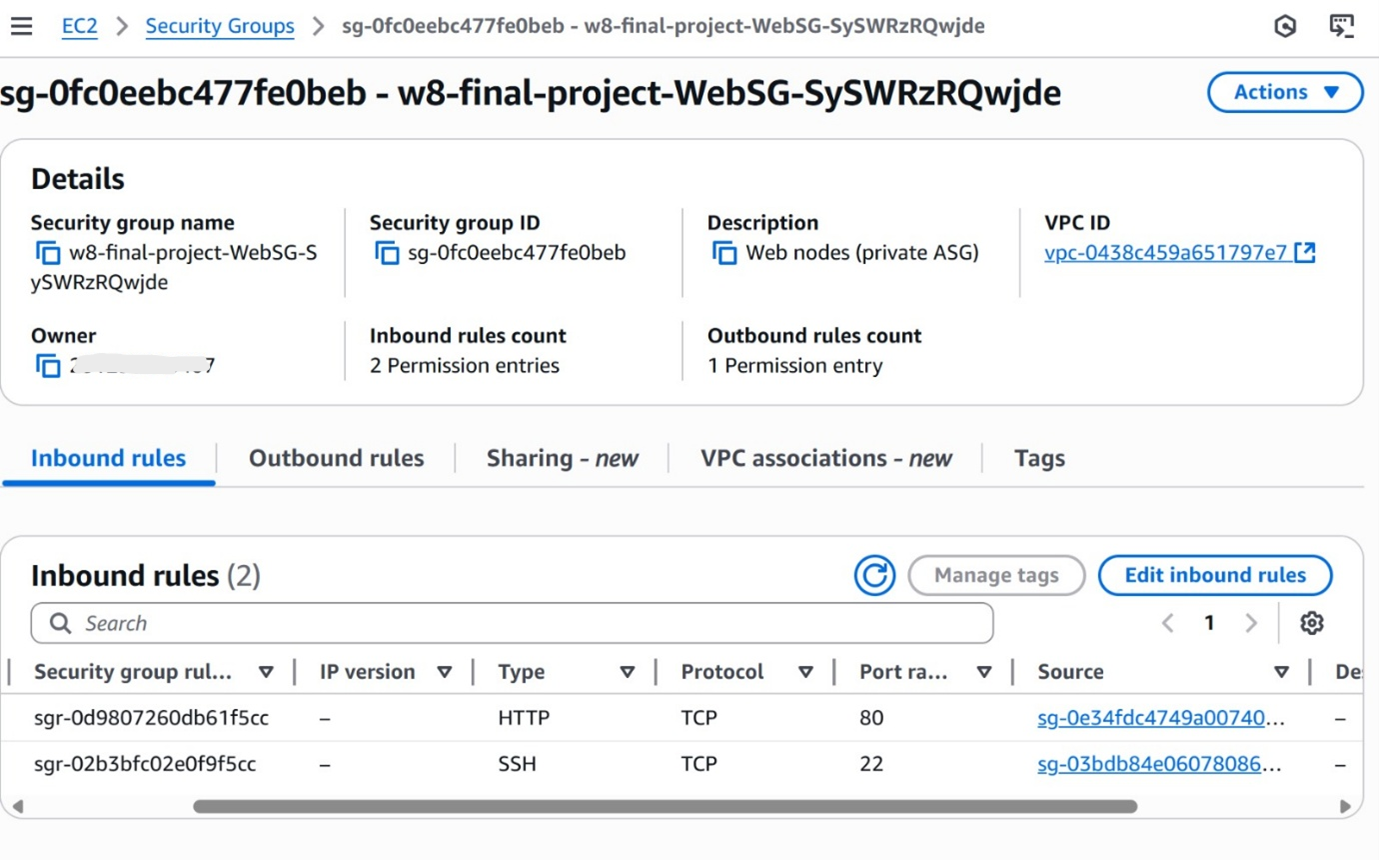 EC2 > Security Groups > sg-0fc0eebc477fe0beb - w8-final-project-WebSG-SySWRzRQwjde
sg-0fc0eebc477fe0beb - w8-final-project-WebSG-SySWRzRQwjde Actions
Details
Security group name Security group ID Description VPC ID
w8-final-project-WebSG-S sg-0fc0eebc477fe0beb Web nodes (private ASG) vpc-0438c459a651797e7
ySWRzRQwjde
Owner Inbound rules count Outbound rules count
2 Permission entries 1 Permission entry
Inbound rules Outbound rules Sharing - new VPC associations - new Tags
Inbound rules (2) Manage tags Edit inbound rules
Search 1
Security group rul... IP version Type Protocol Port ra... Source De
sgr-0d9807260db61f5cc – HTTP TCP 80 sg-0e34fdc4749a00740... –
sgr-02b3bfc02e0f9f5cc – SSH TCP 22 sg-03bdb84e06078086... –